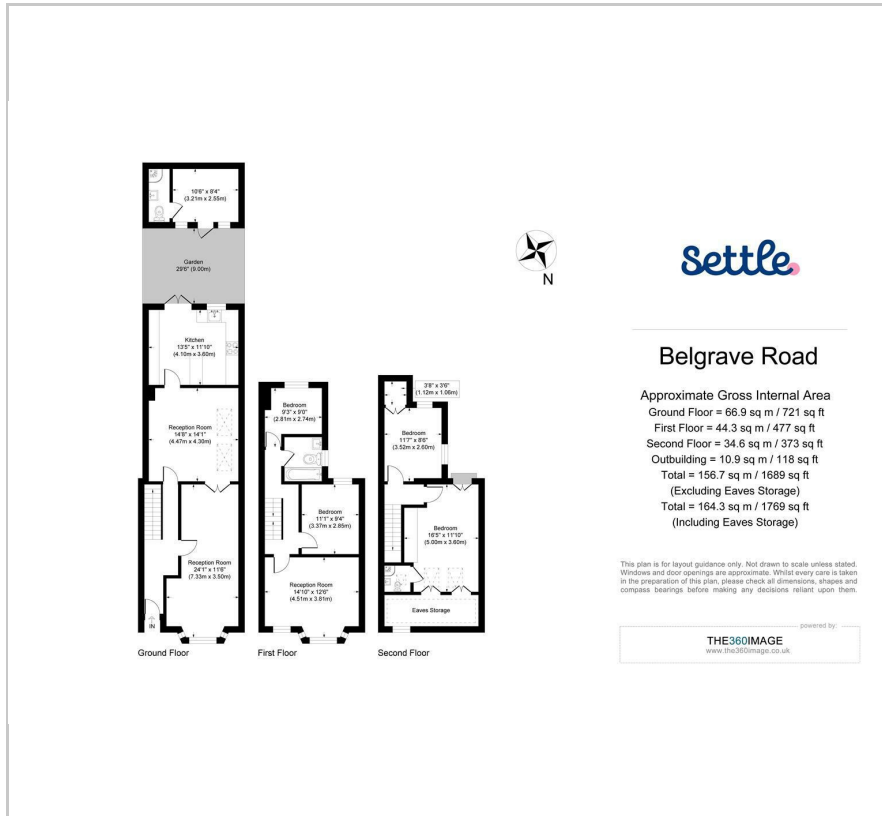 10'6" x 8'4"
(3.21m x 2.55m)
Garden
29'6" (9.00m)
Kitchen
13'5" x 11'10"
(4.10m x 3.60m)
Reception Room
14'8" x 14'1"
(4.47m x 4.30m)
Reception Room
24'1" x 11'6"
(7.33m x 3.50m)
IN
Ground Floor
Bedroom
9'3" x 9'0"
(2.81m x 2.74m)
Bedroom
11'1" x 9'4"
(3.37m x 2.85m)
Reception Room
14'10" x 12'6"
(4.51m x 3.81m)
First Floor
3'8" x 3'6"
(1.12m x 1.08m)
Bedroom
11'7" x 8'6"
(3.52m x 2.60m)
Bedroom
16'5" x 11'10"
(5.00m x 3.60m)
Eaves Storage
Second Floor
N
Settle
Belgrave Road
Approximate Gross Internal Area
Ground Floor = 66.9 sq m / 721 sq ft
First Floor = 44.3 sq m / 477 sq ft
Second Floor = 34.6 sq m / 373 sq ft
Outbuilding = 10.9 sq m / 118 sq ft
Total = 156.7 sq m / 1689 sq ft
(Excluding Eaves Storage)
Total = 164.3 sq m / 1769 sq ft
(Including Eaves Storage)
This plan is for layout guidance only. Not drawn to scale unless stated.
Windows and door openings are approximate. Whilst every care is taken
in the preparation of this plan, please check all dimensions, shapes and
compass bearings before making any decisions reliant upon them.
powered by:
THE360IMAGE
www.the360image.co.uk